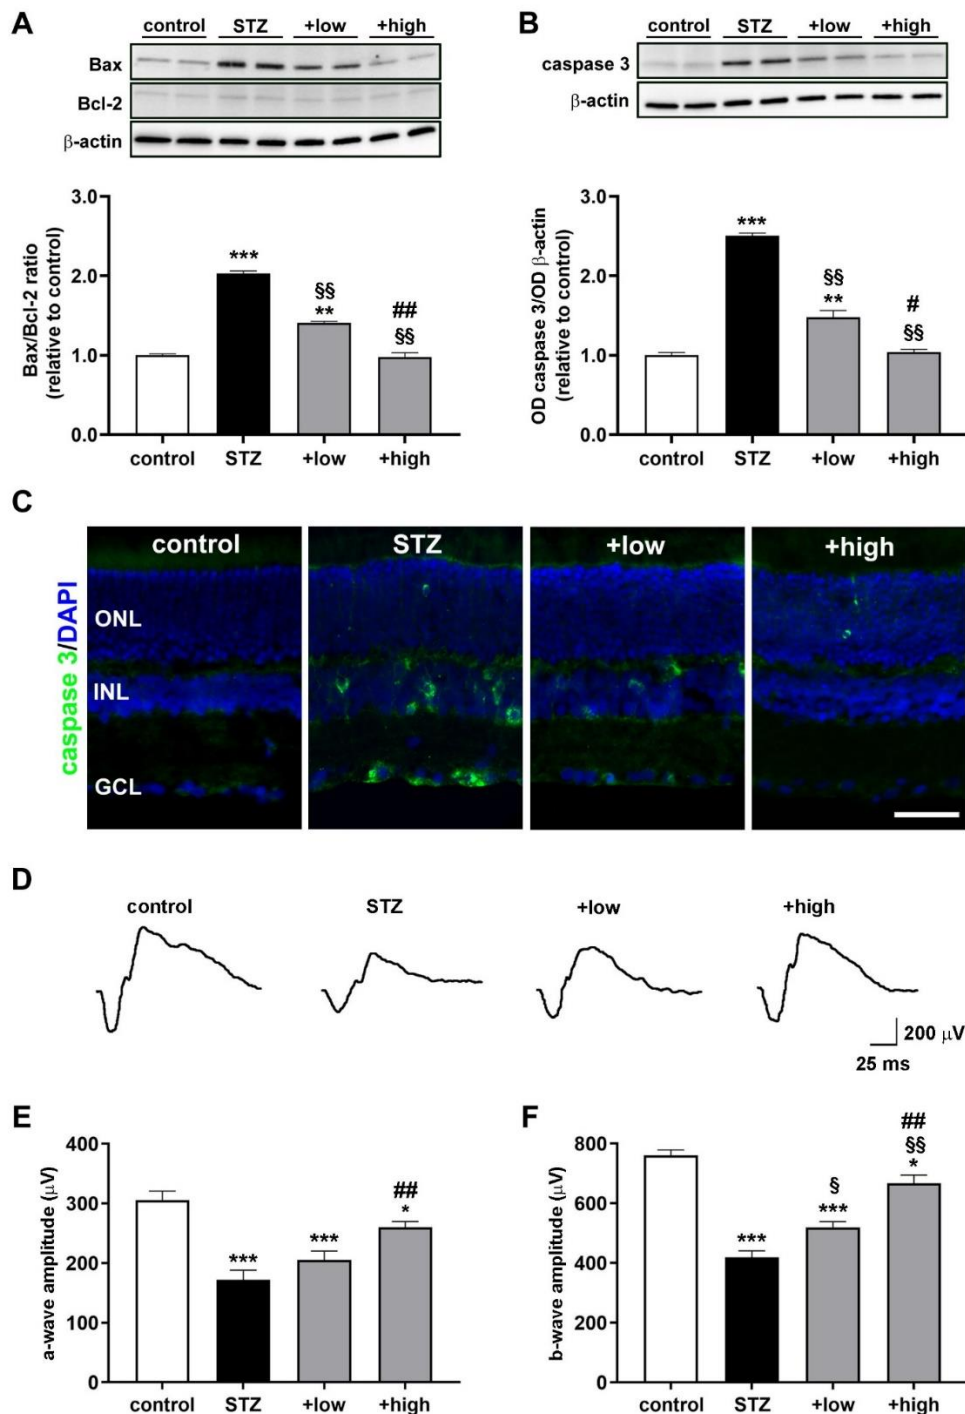 A
control STZ +low +high
Bax
Bcl-2
β-actin
Bax/Bcl-2 ratio
(relative to control)
3.0
2.0
1.0
0.0
***
§§
**
##
§§
control STZ +low +high
B
control STZ +low +high
caspase 3
β-actin
OD caspase 3/OD β-actin
(relative to control)
3.0
2.0
1.0
0.0
***
§§
**
#
§§
control STZ +low +high
C
caspase 3/DAPI
control STZ +low +high
ONL
INL
GCL
D
control STZ +low +high
200 μV
25 ms
E
a-wave amplitude (μV)
400
300
200
100
0
***
***
##
*
control STZ +low +high
F
b-wave amplitude (μV)
800
600
400
200
0
***
§
***
##
§§
*
control STZ +low +high